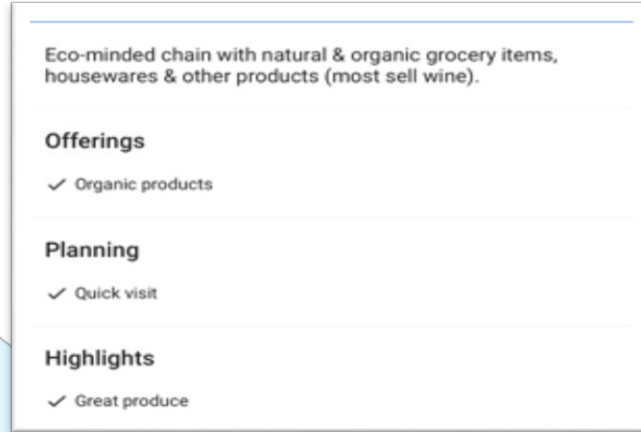 Eco-minded chain with natural & organic grocery items,
housewares & other products (most sell wine).
Offerings
✓ Organic products
Planning
✓ Quick visit
Highlights
✓ Great produce